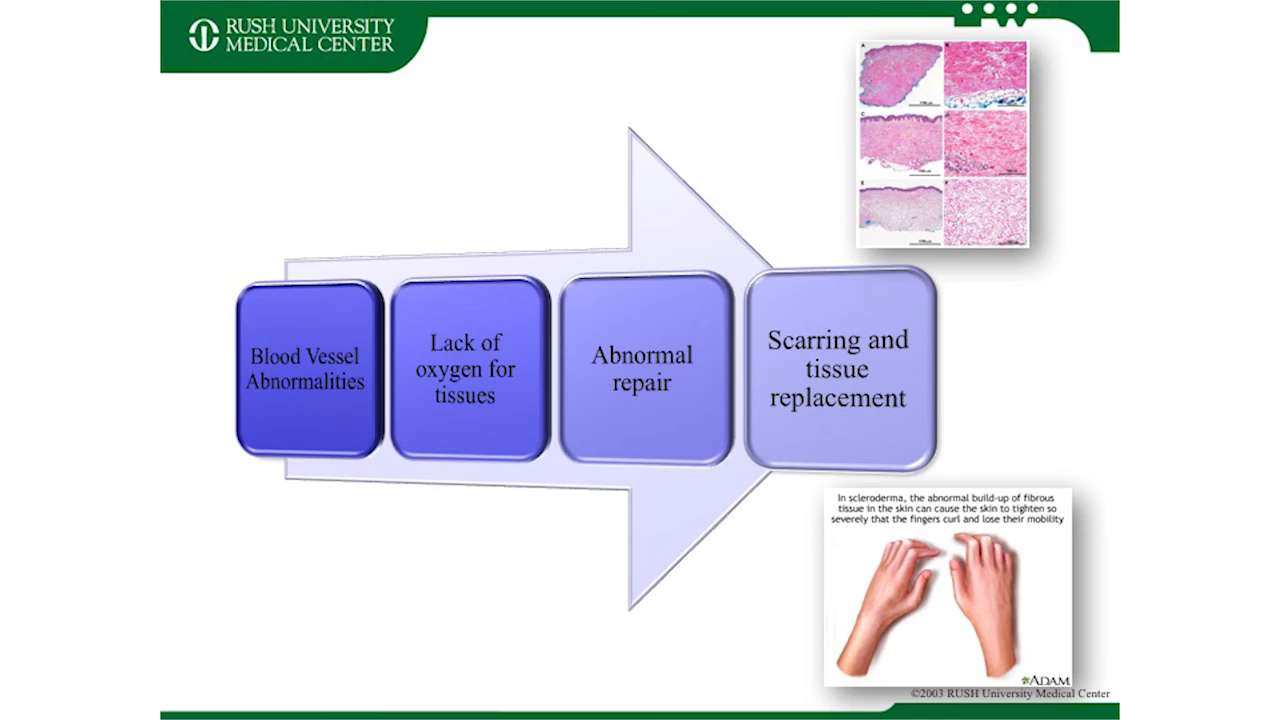 RUSH UNIVERSITY
MEDICAL CENTER
Blood Vessel
Abnormalities
Lack of
oxygen for
tissues
Abnormal
repair
Scarring and
tissue
replacement
In scleroderma, the abnormal build-up of fibrous
tissue in the skin can cause the skin to tighten so
severely that the fingers curl and lose their mobility
ADAM
©2003 RUSH University Medical Center